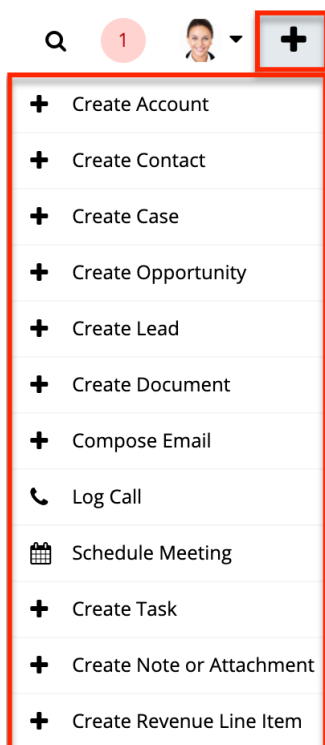 1
Create Account
Create Contact
Create Case
Create Opportunity
Create Lead
Create Document
Compose Email
Log Call
Schedule Meeting
Create Task
Create Note or Attachment
Create Revenue Line Item